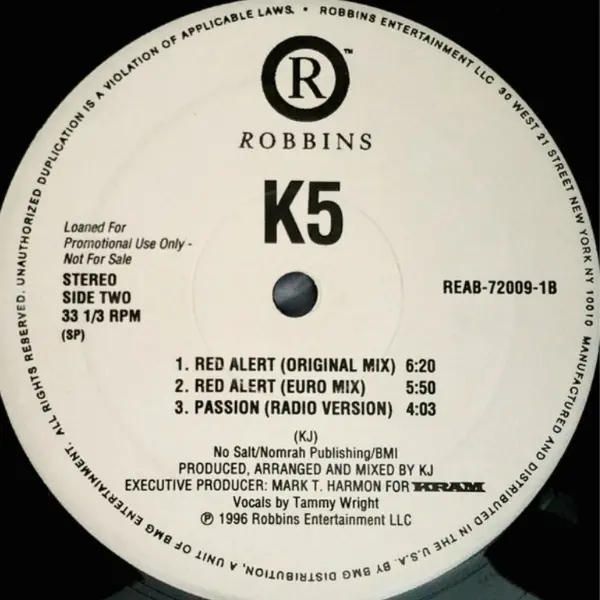 R™
ROBBINS
K5
Loaned For
Promotional Use Only -
Not For Sale
STEREO
SIDE TWO
33 1/3 RPM
(SP)
REAB-72009-1B
1. RED ALERT (ORIGINAL MIX) 6:20
2. RED ALERT (EURO MIX) 5:50
3. PASSION (RADIO VERSION) 4:03
(KJ)
No Salt/Nomrah Publishing/BMI
PRODUCED, ARRANGED AND MIXED BY KJ
EXECUTIVE PRODUCER: MARK T. HARMON FOR KRAM
Vocals by Tammy Wright
℗ 1996 Robbins Entertainment LLC
• ROBBINS ENTERTAINMENT LLC 30 WEST 21 STREET NEW YORK NY 10010 MANUFACTURED AND DISTRIBUTED IN THE U.S.A. BY BMG DISTRIBUTION, A UNIT OF BMG ENTERTAINMENT. ALL RIGHTS RESERVED. UNAUTHORIZED DUPLICATION IS A VIOLATION OF APPLICABLE LAWS.